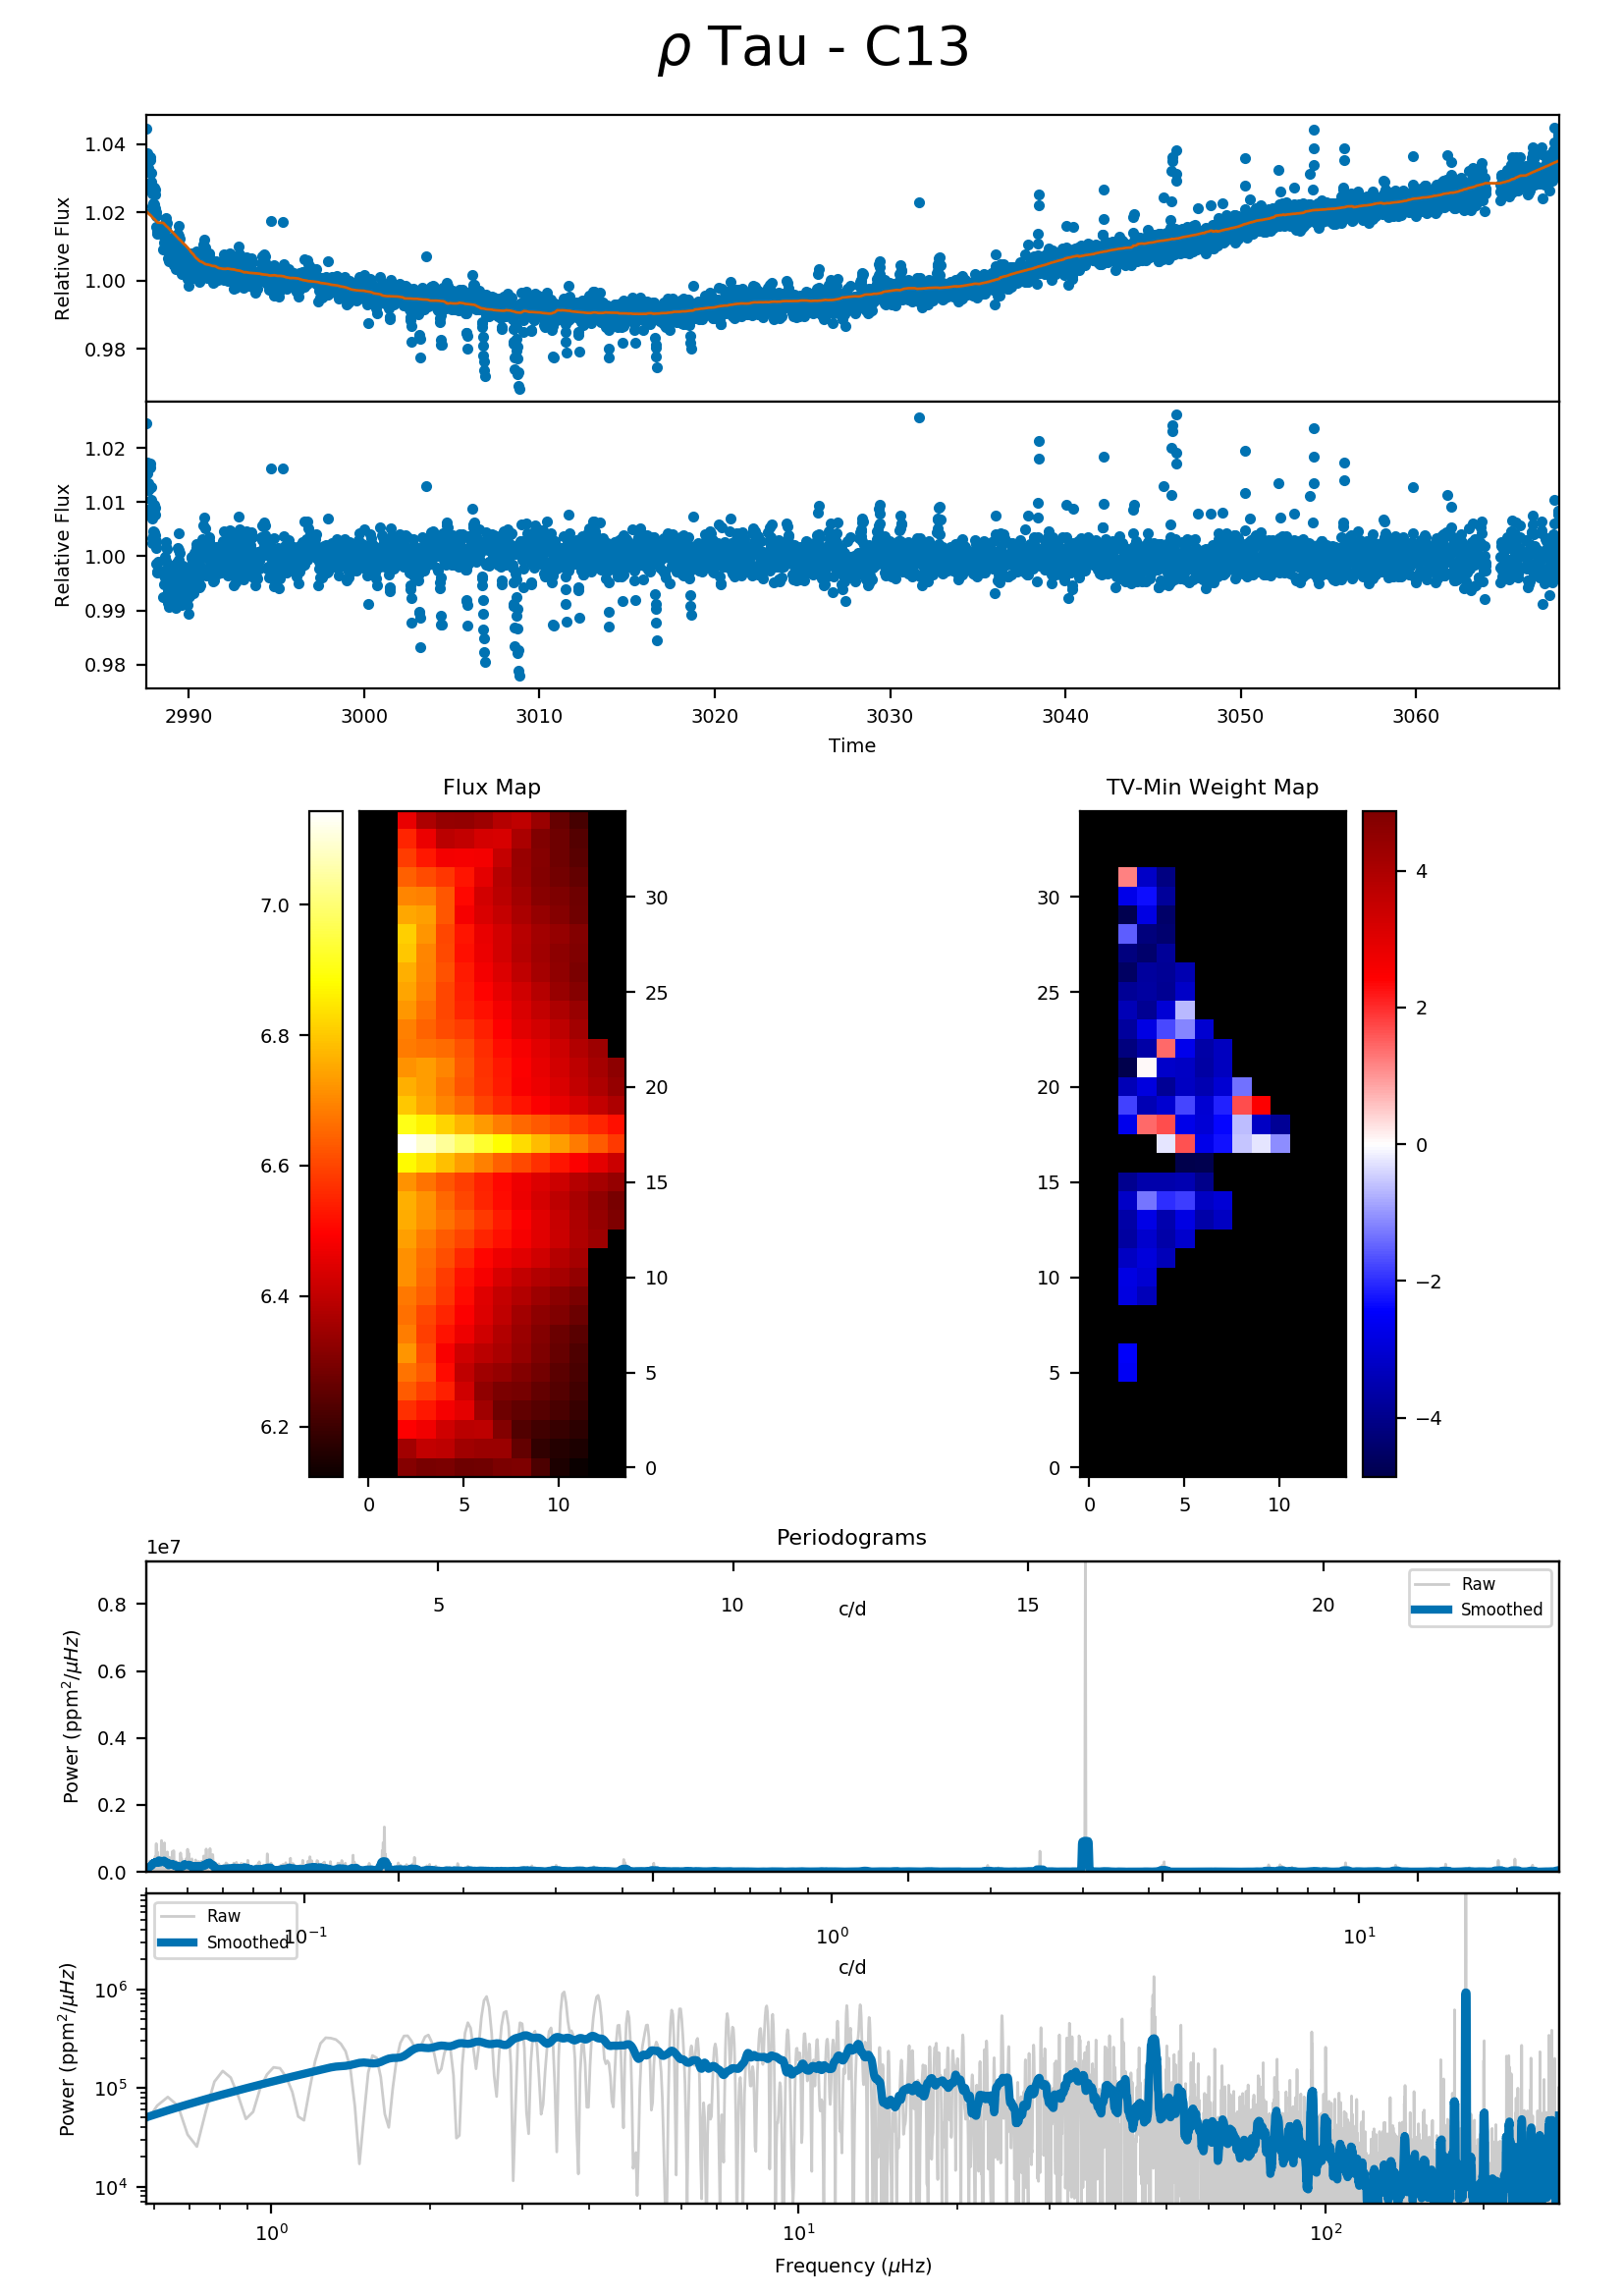 ρ Tau - C13
1.04
1.02
1.00
0.98
Relative Flux
1.02
1.01
1.00
0.99
0.98
Relative Flux
2990 3000 3010 3020 3030 3040 3050 3060
Time
Flux Map
7.0
6.8
6.6
6.4
6.2
30
25
20
15
10
5
0
0 5 10
TV-Min Weight Map
30
25
20
15
10
5
0
0 5 10
4
2
0
−2
−4
Periodograms
1e7
5 10 15 20
c/d
Raw
Smoothed
0.8
0.6
0.4
0.2
0.0
Power (ppm²/μHz)
Raw
Smoothed
10⁻¹ 10⁰ 10¹
c/d
10⁶
10⁵
10⁴
Power (ppm²/μHz)
10⁰ 10¹ 10²
Frequency (μHz)